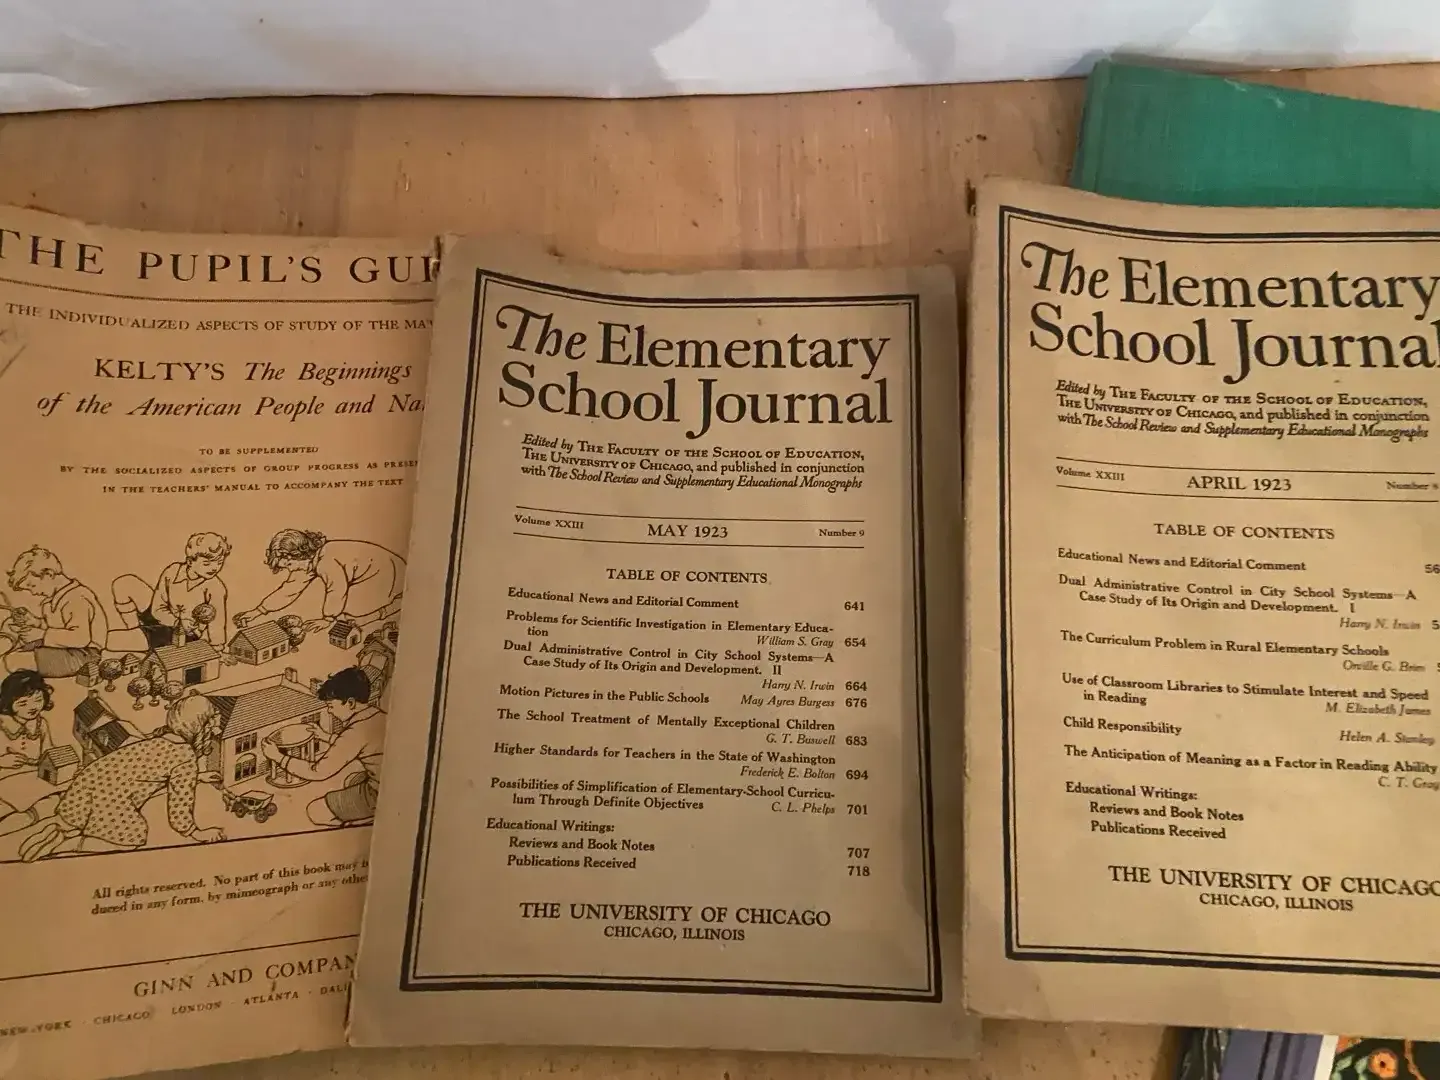 THE PUPIL'S
THE INDIVIDUALIZED ASPECTS OF STUDY OF THE
KELTY'S The Beginnings
of the American People and
TO BE SUPPLEMENTED
BY THE SOCIALIZED ASPECTS OF GROUP PROGRESS AS
IN THE TEACHERS' MANUAL TO ACCOMPANY THE TEXT
All rights reserved. No part of this book may
duced in any form, by mimeograph or any
GINN AND
NEW YORK · CHICAGO · LONDON · ATLANTA ·
The Elementary
School Journal
Edited by THE FACULTY OF THE SCHOOL OF EDUCATION,
THE UNIVERSITY OF CHICAGO, and published in conjunction
with The School Review and Supplementary Educational Monographs
Volume XXIII MAY 1923 Number 9
TABLE OF CONTENTS
Educational News and Editorial Comment 641
Problems for Scientific Investigation in Elementary Educa-
tion William S. Gray 654
Dual Administrative Control in City School Systems—A
Case Study of Its Origin and Development. II
Harry N. Irwin 664
Motion Pictures in the Public Schools May Ayres Burgess 676
The School Treatment of Mentally Exceptional Children
G. T. Buswell 683
Higher Standards for Teachers in the State of Washington
Frederick E. Bolton 694
Possibilities of Simplification of Elementary-School Curricu-
lum Through Definite Objectives C. L. Phelps 701
Educational Writings:
Reviews and Book Notes 707
Publications Received 718
THE UNIVERSITY OF CHICAGO
CHICAGO, ILLINOIS
The Elementary
School Journal
Edited by THE FACULTY OF THE SCHOOL OF EDUCATION,
THE UNIVERSITY OF CHICAGO, and published in conjunction
with The School Review and Supplementary Educational Monographs
Volume XXIII APRIL 1923 Number
TABLE OF CONTENTS
Educational News and Editorial Comment
Dual Administrative Control in City School Systems—A
Case Study of Its Origin and Development. I
Harry N. Irwin
The Curriculum Problem in Rural Elementary Schools
Orville G. Brim
Use of Classroom Libraries to Stimulate Interest and Speed
in Reading M. Elizabeth James
Child Responsibility Helen A. Stanley
The Anticipation of Meaning as a Factor in Reading Ability
C. T. Gray
Educational Writings:
Reviews and Book Notes
Publications Received
THE UNIVERSITY OF CHICAGO
CHICAGO, ILLINOIS